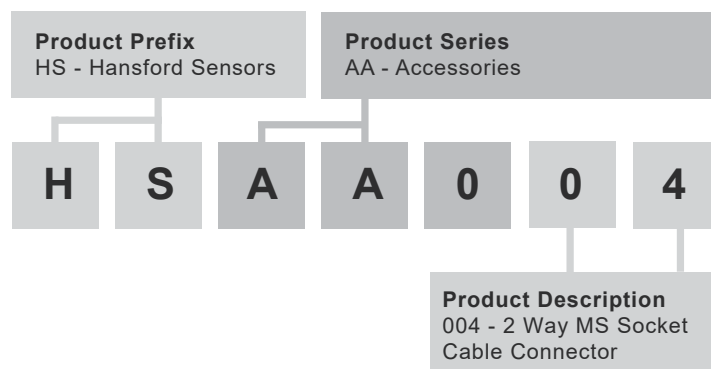 Product Prefix
HS - Hansford Sensors
Product Series
AA - Accessories
H S A A 0 0 4
Product Description
004 - 2 Way MS Socket
Cable Connector